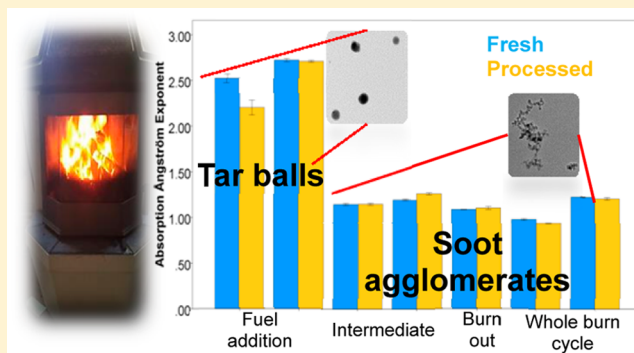 Absorption Ångström Exponent
3.00
2.50
2.00
1.50
1.00
.50
.00
Fresh
Processed
Tar balls
Soot
agglomerates
Fuel
addition
Intermediate
Burn
out
Whole burn
cycle